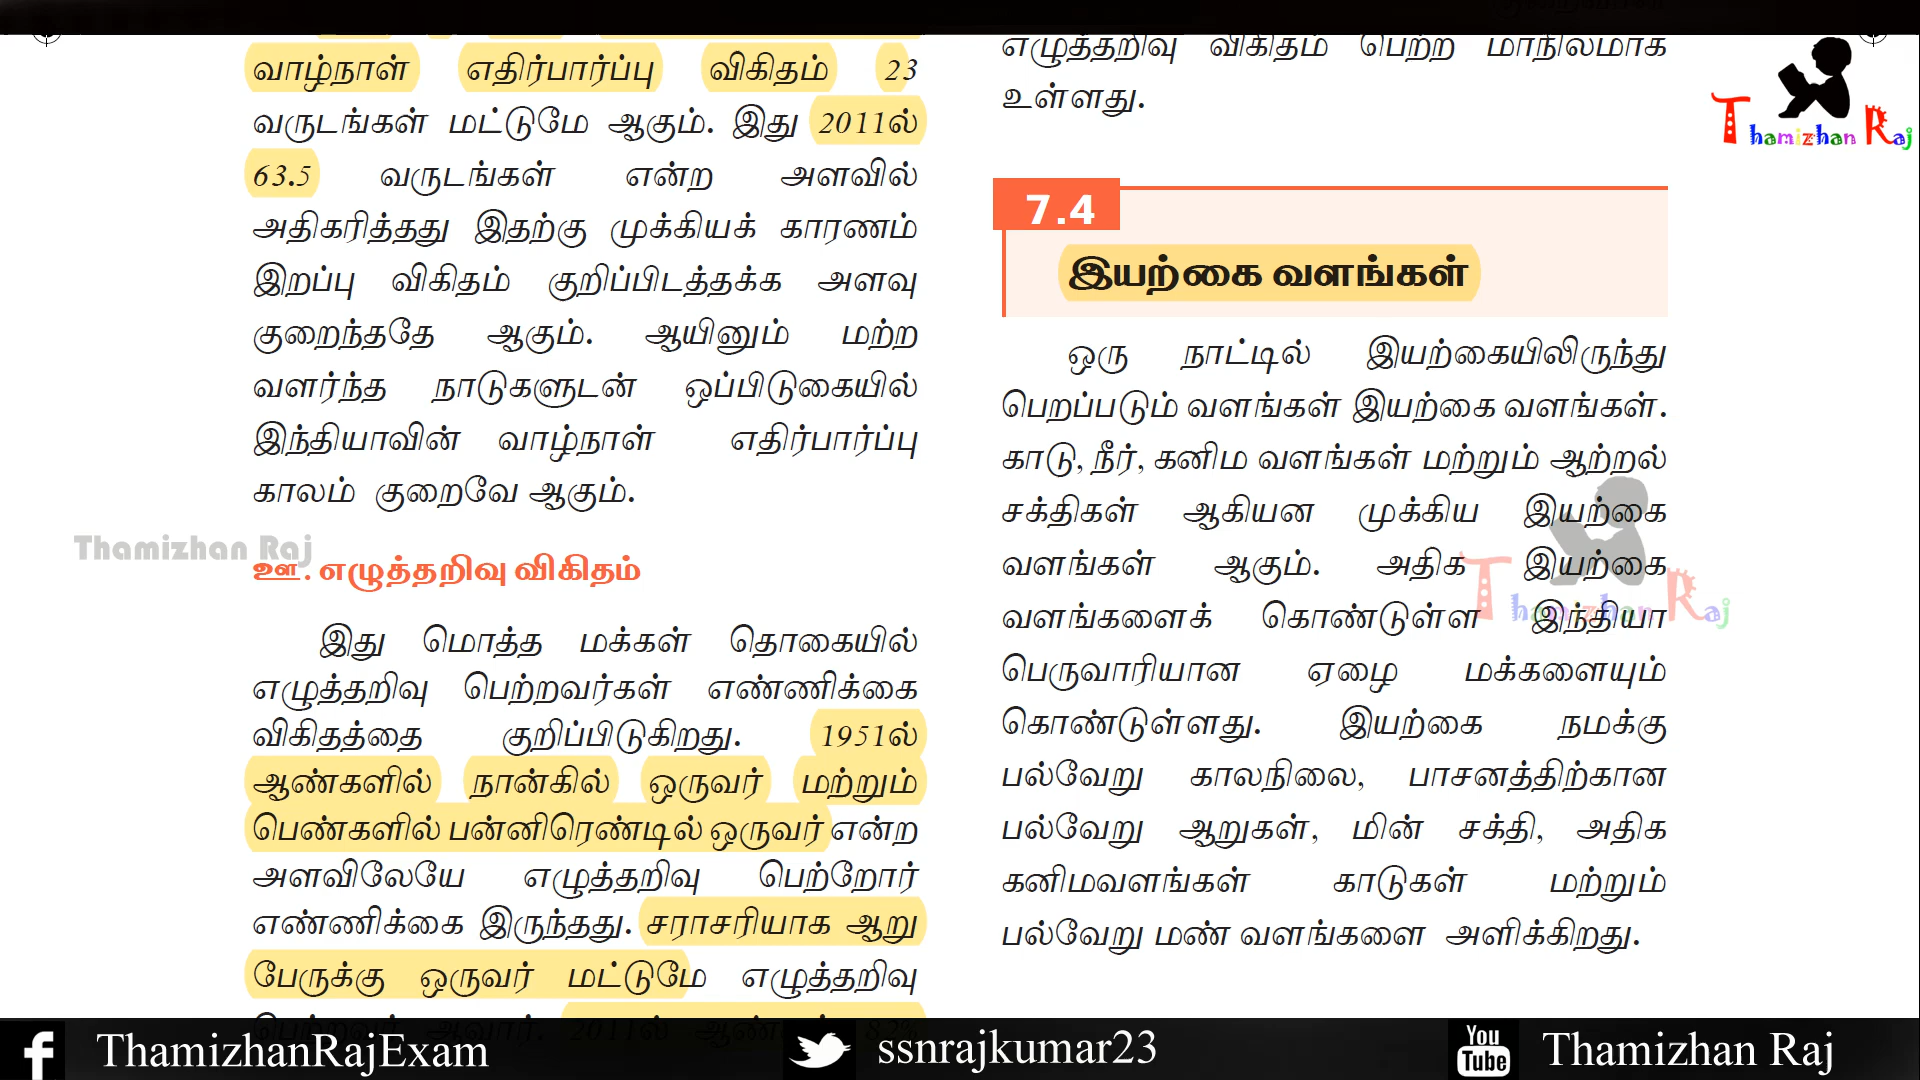 வாழ்நாள் எதிர்பார்ப்பு விகிதம் 23
வருடங்கள் மட்டுமே ஆகும். இது 2011ல்
63.5 வருடங்கள் என்ற அளவில்
அதிகரித்தது இதற்கு முக்கியக் காரணம்
இறப்பு விகிதம் குறிப்பிடத்தக்க அளவு
குறைந்ததே ஆகும். ஆயினும் மற்ற
வளர்ந்த நாடுகளுடன் ஒப்பிடுகையில்
இந்தியாவின் வாழ்நாள் எதிர்பார்ப்பு
காலம் குறைவே ஆகும்.
Thamizhan Raj
ஊ. எழுத்தறிவு விகிதம்
இது மொத்த மக்கள் தொகையில்
எழுத்தறிவு பெற்றவர்கள் எண்ணிக்கை
விகிதத்தை குறிப்பிடுகிறது. 1951ல்
ஆண்களில் நான்கில் ஒருவர் மற்றும்
பெண்களில் பன்னிரெண்டில் ஒருவர் என்ற
அளவிலேயே எழுத்தறிவு பெற்றோர்
எண்ணிக்கை இருந்தது. சராசரியாக ஆறு
பேருக்கு ஒருவர் மட்டுமே எழுத்தறிவு
எழுத்தறிவு விகிதம் பெற்ற மாநிலமாக
உள்ளது.
Thamizhan Raj
7.4
இயற்கை வளங்கள்
ஒரு நாட்டில் இயற்கையிலிருந்து
பெறப்படும் வளங்கள் இயற்கை வளங்கள்.
காடு, நீர், கனிம வளங்கள் மற்றும் ஆற்றல்
சக்திகள் ஆகியன முக்கிய இயற்கை
வளங்கள் ஆகும். அதிக இயற்கை
வளங்களைக் கொண்டுள்ள இந்தியா
பெருவாரியான ஏழை மக்களையும்
கொண்டுள்ளது. இயற்கை நமக்கு
பல்வேறு காலநிலை, பாசனத்திற்கான
பல்வேறு ஆறுகள், மின் சக்தி, அதிக
கனிமவளங்கள் காடுகள் மற்றும்
பல்வேறு மண் வளங்களை அளிக்கிறது.
Thamizhan Raj
ThamizhanRajExam
ssnrajkumar23
You Tube
Thamizhan Raj